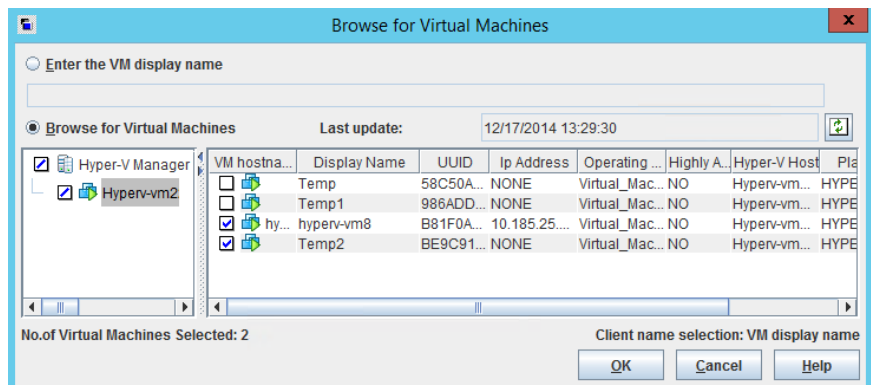 Browse for Virtual Machines
x
Enter the VM display name
Browse for Virtual Machines Last update: 12/17/2014 13:29:30
Hyper-V Manager
Hyperv-vm2
VM hostna... Display Name UUID Ip Address Operating ... Highly A... Hyper-V Host Pla
Temp 58C50A... NONE Virtual_Mac... NO Hyperv-vm... HYPE
Temp1 986ADD... NONE Virtual_Mac... NO Hyperv-vm... HYPE
hy... hyperv-vm8 B81F0A... 10.185.25.... Virtual_Mac... NO Hyperv-vm... HYPE
Temp2 BE9C91... NONE Virtual_Mac... NO Hyperv-vm... HYPE
No.of Virtual Machines Selected: 2 Client name selection: VM display name
OK Cancel Help